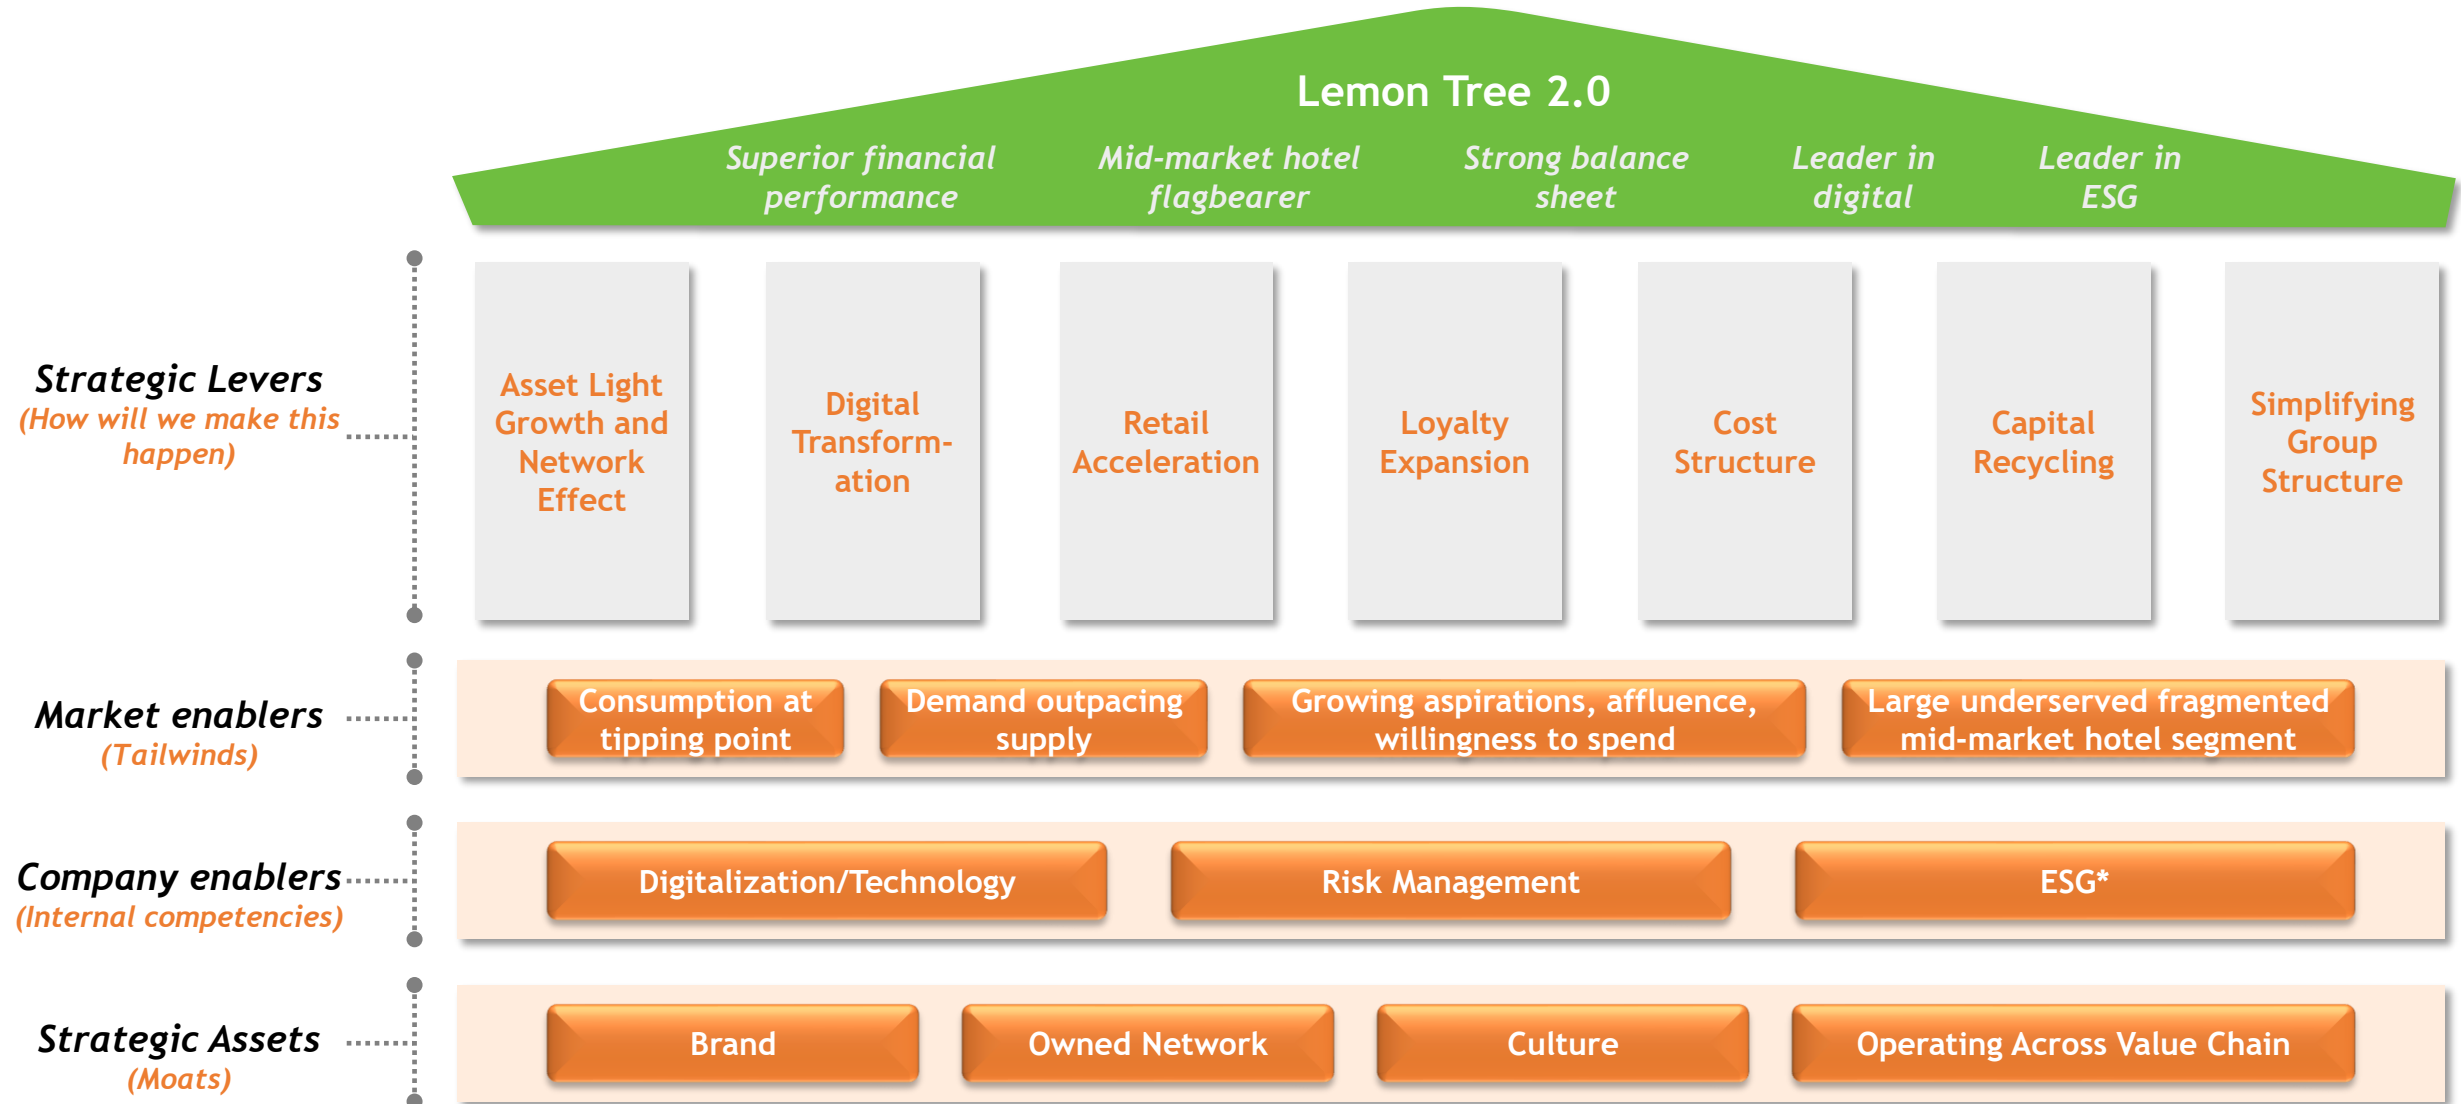 Lemon Tree 2.0
Superior financial
performance
Mid-market hotel
flagbearer
Strong balance
sheet
Leader in
digital
Leader in
ESG
Strategic Levers
(How will we make this
happen)
Asset Light
Growth and
Network
Effect
Digital
Transform-
ation
Retail
Acceleration
Loyalty
Expansion
Cost
Structure
Capital
Recycling
Simplifying
Group
Structure
Market enablers
(Tailwinds)
Consumption at
tipping point
Demand outpacing
supply
Growing aspirations, affluence,
willingness to spend
Large underserved fragmented
mid-market hotel segment
Company enablers
(Internal competencies)
Digitalization/Technology
Risk Management
ESG*
Strategic Assets
(Moats)
Brand
Owned Network
Culture
Operating Across Value Chain